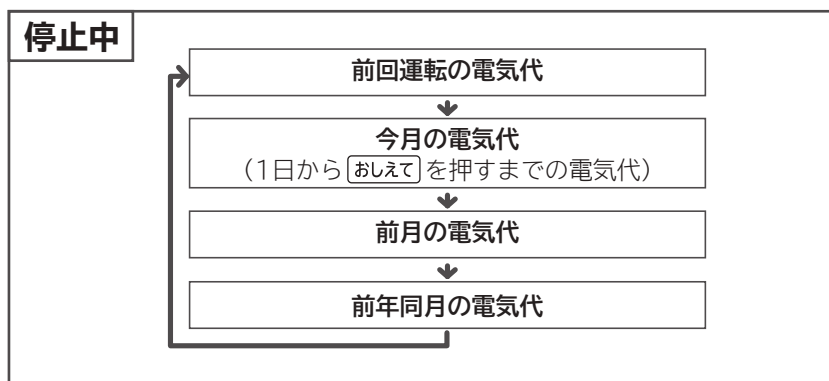 停止中
前回運転の電気代
今月の電気代
（1日からおしえてを押すまでの電気代）
前月の電気代
前年同月の電気代